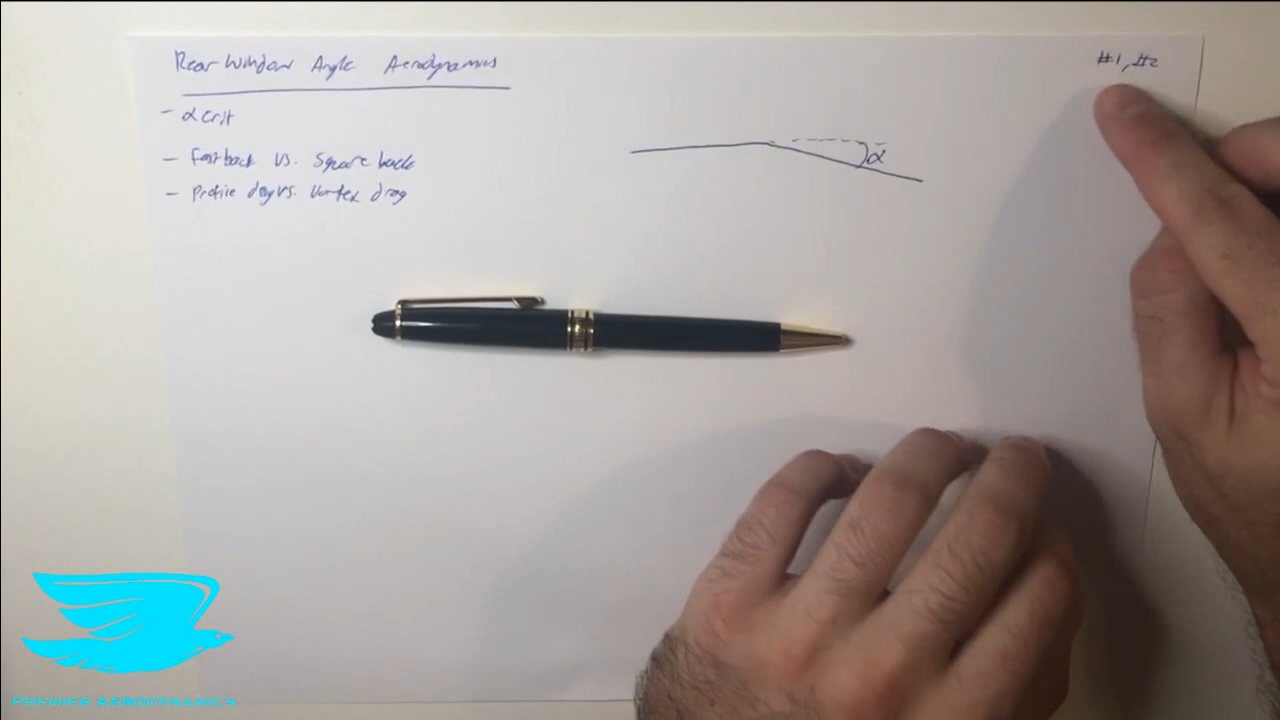 Rear Window Angle Aerodynamics
#1, #2
- α crit
- fastback vs. Square back
- Profile drag vs. Vortex drag
α
PREMIER AERODYNAMICS